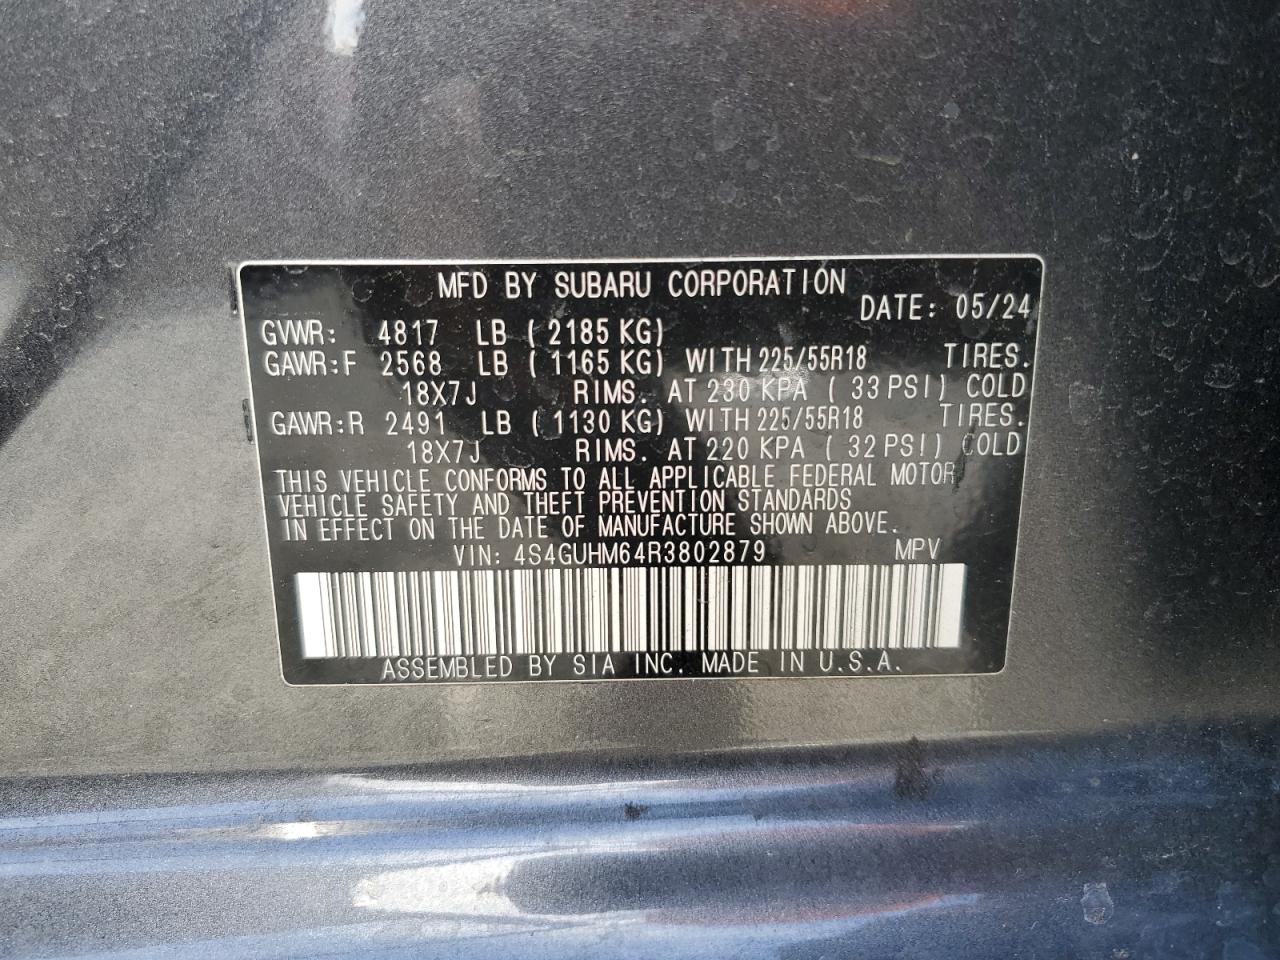 MFD BY SUBARU CORPORATION DATE: 05/24
GVWR: 4817 LB ( 2185 KG)
GAWR:F 2568 LB ( 1165 KG) WITH 225/55R18 TIRES.
18X7J RIMS. AT 230 KPA ( 33 PSI) COLD
GAWR:R 2491 LB ( 1130 KG) WITH 225/55R18 TIRES.
18X7J RIMS. AT 220 KPA ( 32 PSI) COLD
THIS VEHICLE CONFORMS TO ALL APPLICABLE FEDERAL MOTOR
VEHICLE SAFETY AND THEFT PREVENTION STANDARDS
IN EFFECT ON THE DATE OF MANUFACTURE SHOWN ABOVE.
VIN: 4S4GUHM64R3802879 MPV
ASSEMBLED BY SIA INC. MADE IN U.S.A.